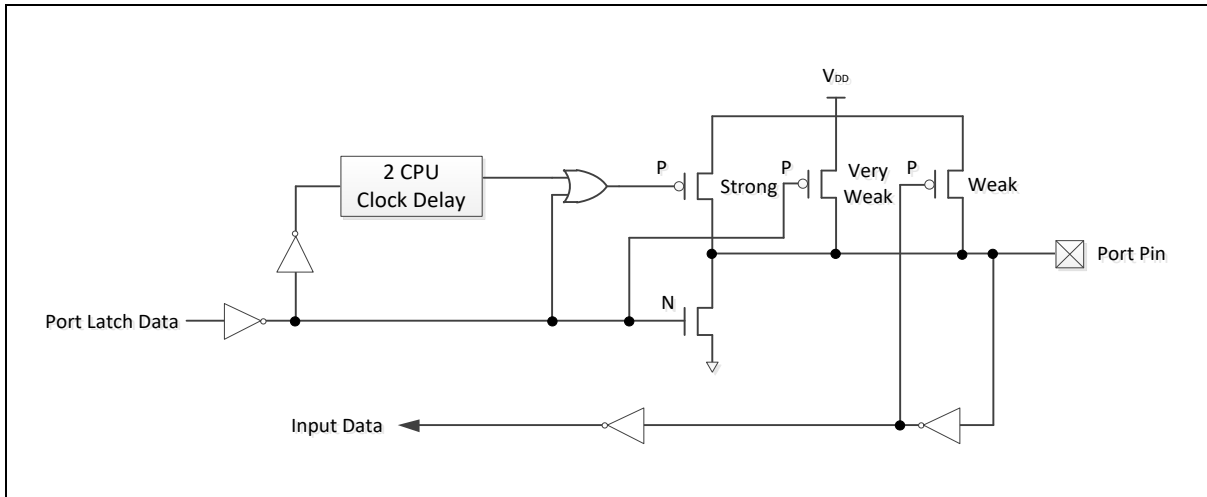 VDD
2 CPU
Clock Delay
P
Strong
P
Very
Weak
P
Weak
Port Pin
N
Port Latch Data
Input Data